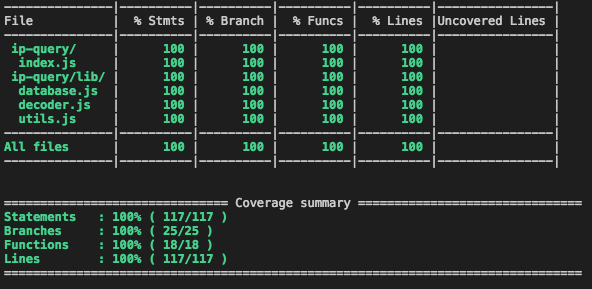 ---------------|----------|----------|----------|----------|----------------|
File           |  % Stmts | % Branch |  % Funcs |  % Lines |Uncovered Lines |
---------------|----------|----------|----------|----------|----------------|
 ip-query/     |      100 |      100 |      100 |      100 |                |
  index.js     |      100 |      100 |      100 |      100 |                |
 ip-query/lib/ |      100 |      100 |      100 |      100 |                |
  database.js  |      100 |      100 |      100 |      100 |                |
  decoder.js   |      100 |      100 |      100 |      100 |                |
  utils.js     |      100 |      100 |      100 |      100 |                |
---------------|----------|----------|----------|----------|----------------|
All files      |      100 |      100 |      100 |      100 |                |
---------------|----------|----------|----------|----------|----------------|
=============================== Coverage summary ===============================
Statements   : 100% ( 117/117 )
Branches     : 100% ( 25/25 )
Functions    : 100% ( 18/18 )
Lines        : 100% ( 117/117 )
================================================================================